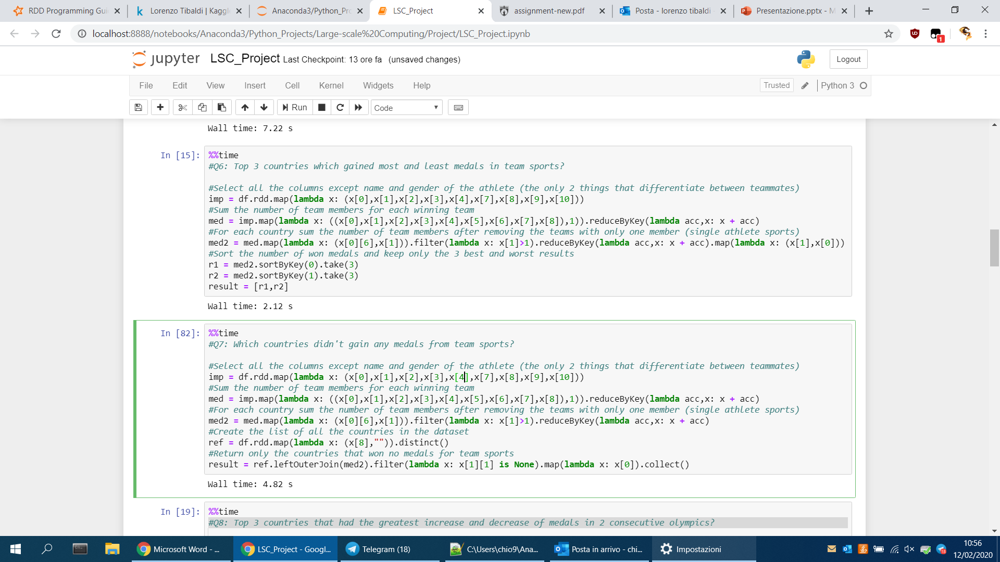 RDD Programming Gui
Lorenzo Tibaldi | Kaggle
Anaconda3/Python_Pro
LSC_Project
assignment-new.pdf
Posta - lorenzo tibaldi
Presentazione.pptx - M
localhost:8888/notebooks/Anaconda3/Python_Projects/Large-scale%20Computing/Project/LSC_Project.ipynb
1
jupyter LSC_Project Last Checkpoint: 13 ore fa (unsaved changes)
Logout
File Edit View Insert Cell Kernel Widgets Help
Trusted Python 3
Run Code
Wall time: 7.22 s
In [15]: %%time
#Q6: Top 3 countries which gained most and least medals in team sports?
#Select all the columns except name and gender of the athlete (the only 2 things that differentiate between teammates)
imp = df.rdd.map(lambda x: (x[0],x[1],x[2],x[3],x[4],x[7],x[8],x[9],x[10]))
#Sum the number of team members for each winning team
med = imp.map(lambda x: ((x[0],x[1],x[2],x[3],x[4],x[5],x[6],x[7],x[8]),1)).reduceByKey(lambda acc,x: x + acc)
#For each country sum the number of team members after removing the teams with only one member (single athlete sports)
med2 = med.map(lambda x: (x[0][6],x[1])).filter(lambda x: x[1]>1).reduceByKey(lambda acc,x: x + acc).map(lambda x: (x[1],x[0]))
#Sort the number of won medals and keep only the 3 best and worst results
r1 = med2.sortByKey(0).take(3)
r2 = med2.sortByKey(1).take(3)
result = [r1,r2]
Wall time: 2.12 s
In [82]: %%time
#Q7: Which countries didn't gain any medals from team sports?
#Select all the columns except name and gender of the athlete (the only 2 things that differentiate between teammates)
imp = df.rdd.map(lambda x: (x[0],x[1],x[2],x[3],x[4],x[7],x[8],x[9],x[10]))
#Sum the number of team members for each winning team
med = imp.map(lambda x: ((x[0],x[1],x[2],x[3],x[4],x[5],x[6],x[7],x[8]),1)).reduceByKey(lambda acc,x: x + acc)
#For each country sum the number of team members after removing the teams with only one member (single athlete sports)
med2 = med.map(lambda x: (x[0][6],x[1])).filter(lambda x: x[1]>1).reduceByKey(lambda acc,x: x + acc)
#Create the list of all the countries in the dataset
ref = df.rdd.map(lambda x: (x[8],"")).distinct()
#Return only the countries that won no medals for team sports
result = ref.leftOuterJoin(med2).filter(lambda x: x[1][1] is None).map(lambda x: x[0]).collect()
Wall time: 4.82 s
In [19]: %%time
#Q8: Top 3 countries that had the greatest increase and decrease of medals in 2 consecutive olympics?
Microsoft Word - ...
LSC_Project - Googl...
Telegram (18)
C:\Users\chio9\Ana...
Posta in arrivo - chi...
Impostazioni
10:56
12/02/2020